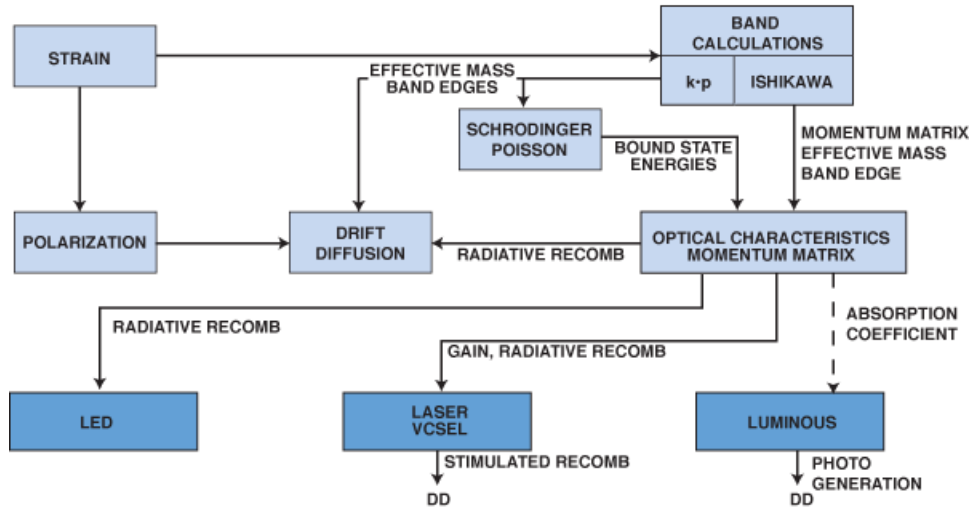 BAND
CALCULATIONS
STRAIN
EFFECTIVE MASS
BAND EDGES
k•p
ISHIKAWA
SCHRODINGER
POISSON
BOUND STATE
ENERGIES
MOMENTUM MATRIX
EFFECTIVE MASS
BAND EDGE
POLARIZATION
DRIFT
DIFFUSION
RADIATIVE RECOMB
OPTICAL CHARACTERISTICS
MOMENTUM MATRIX
RADIATIVE RECOMB
GAIN, RADIATIVE RECOMB
ABSORPTION
COEFFICIENT
LED
LASER
VCSEL
LUMINOUS
STIMULATED RECOMB
DD
PHOTO
GENERATION
DD